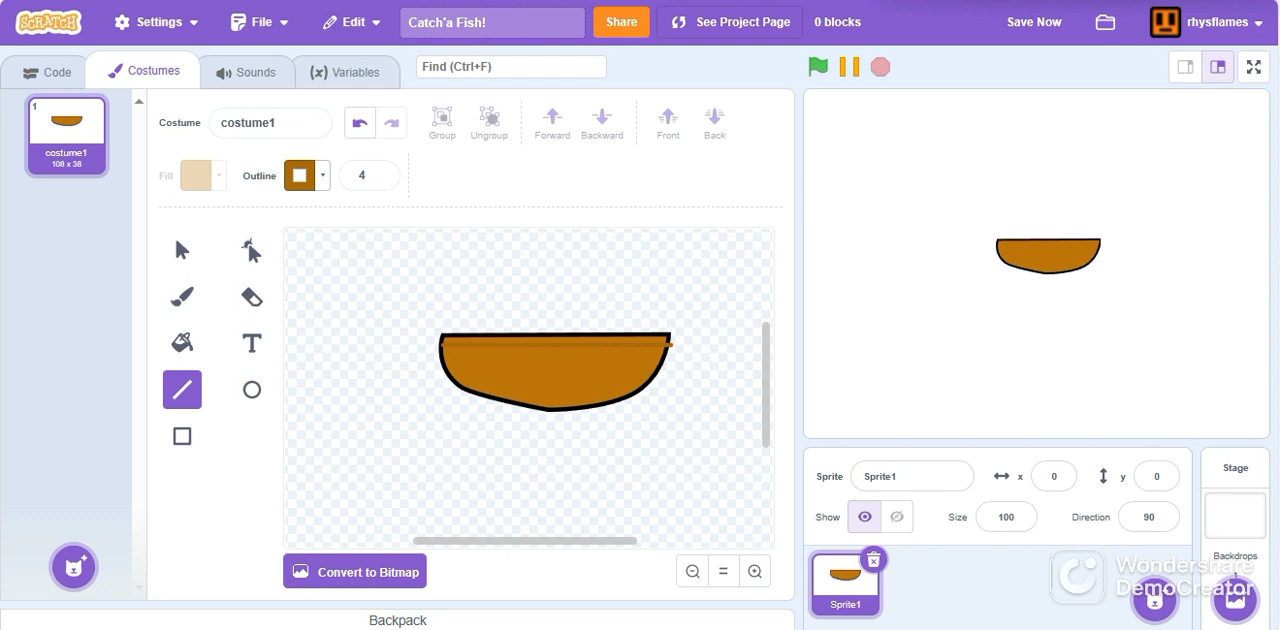 SCRATCH Settings File Edit Catch'a Fish! Share See Project Page 0 blocks Save Now rhysflames
Code Costumes Sounds (x) Variables Find (Ctrl+F)
1
costume1
108 x 38
Costume costume1 Group Ungroup Forward Backward Front Back
Fill Outline 4
T
Convert to Bitmap
Sprite Sprite1 x 0 y 0
Show Size 100 Direction 90
Sprite1
Stage
Backdrops
Wondershare
DemoCreator
Backpack